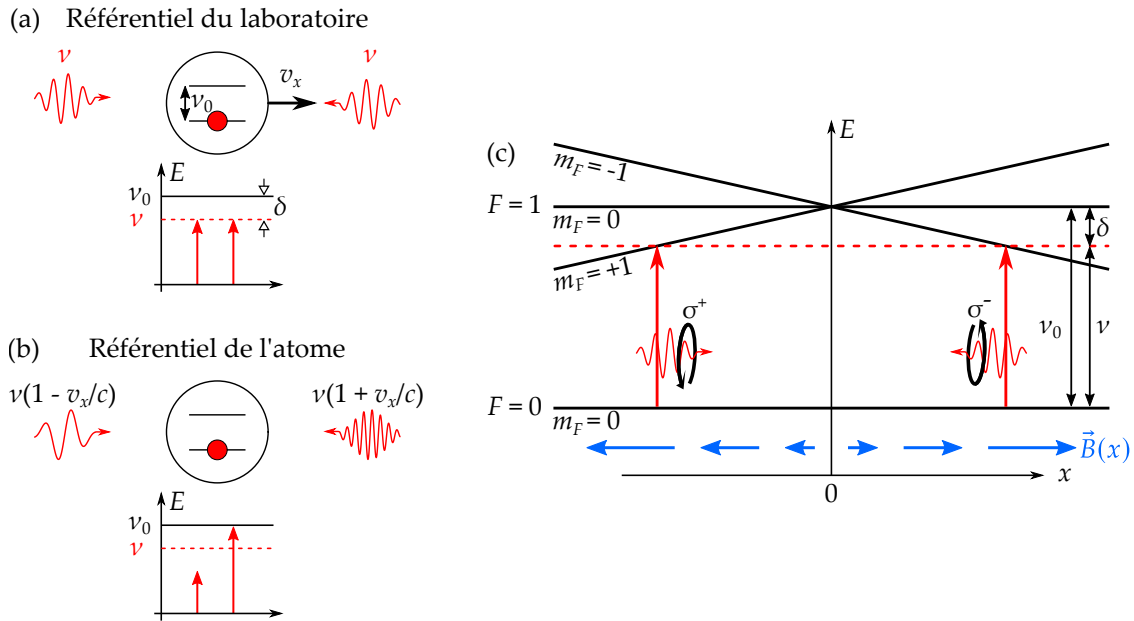 (a) Référentiel du laboratoire
ν
ν
ν₀
vₓ
E
ν₀
ν
δ
(b) Référentiel de l'atome
ν(1 - vₓ/c)
ν(1 + vₓ/c)
E
ν₀
ν
(c)
E
m_F = -1
F = 1
m_F = 0
m_F = +1
δ
σ⁺
σ⁻
ν₀
ν
F = 0
m_F = 0
B⃗(x)
x
0